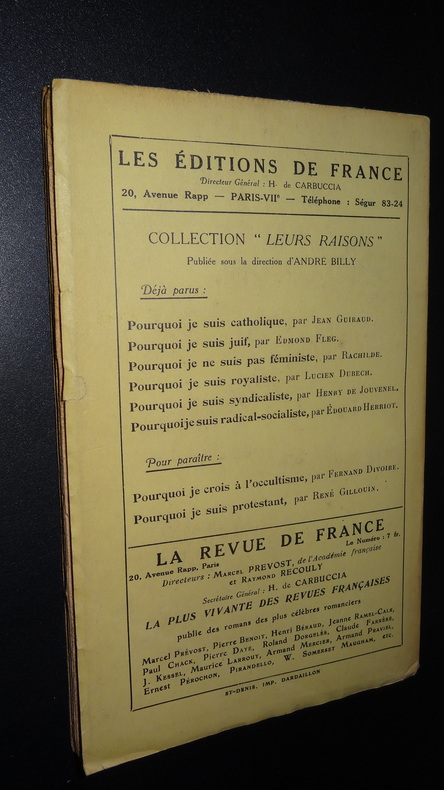 LES ÉDITIONS DE FRANCE
Directeur Général : H. de CARBUCCIA
20, Avenue Rapp — PARIS-VIIe — Téléphone : Ségur 83-24
COLLECTION “ LEURS RAISONS ”
Publiée sous la direction d'ANDRÉ BILLY
Déjà parus :
Pourquoi je suis catholique, par JEAN GUIRAUD.
Pourquoi je suis juif, par EDMOND FLEG.
Pourquoi je ne suis pas féministe, par RACHILDE.
Pourquoi je suis royaliste, par LUCIEN DUBECH.
Pourquoi je suis syndicaliste, par HENRY DE JOUVENEL.
Pourquoi je suis radical-socialiste, par ÉDOUARD HERRIOT.
Pour paraître :
Pourquoi je crois à l'occultisme, par FERNAND DIVOIRE.
Pourquoi je suis protestant, par RENÉ GILLOUIN.
LA REVUE DE FRANCE
20, Avenue Rapp, Paris Le Numéro : 7 fr.
Directeurs : MARCEL PRÉVOST, de l'Académie française
et RAYMOND RECOULY
Secrétaire Général : H. de CARBUCCIA
LA PLUS VIVANTE DES REVUES FRANÇAISES
publie des romans des plus célèbres romanciers
MARCEL PRÉVOST, PIERRE BENOIT, HENRI BÉRAUD, JEANNE RAMEL-CALS,
PAUL CHACK, PIERRE DAYE, ROLAND DORGELÈS, CLAUDE FARRÈRE,
J. KESSEL, MAURICE LARROUY, ARMAND MERCIER, ARMAND PRAVIEL,
ERNEST PÉROCHON, PIRANDELLO, W. SOMERSET MAUGHAM, ETC.
ST-DENIS. IMP. DARDAILLON